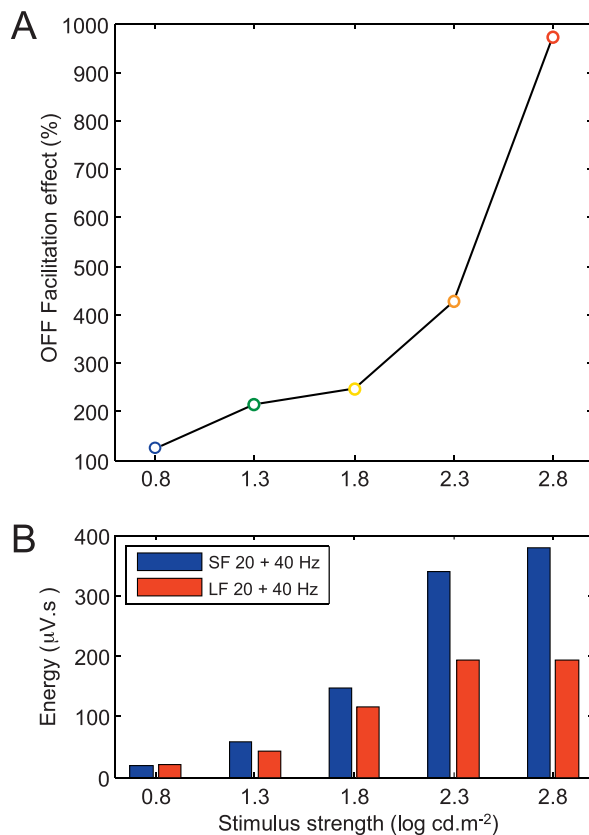 A
OFF Facilitation effect (%)
1000
900
800
700
600
500
400
300
200
100
0.8 1.3 1.8 2.3 2.8
B
Energy (µV.s )
400
300
200
100
0
SF 20 + 40 Hz
LF 20 + 40 Hz
0.8 1.3 1.8 2.3 2.8
Stimulus strength (log cd.m-2)